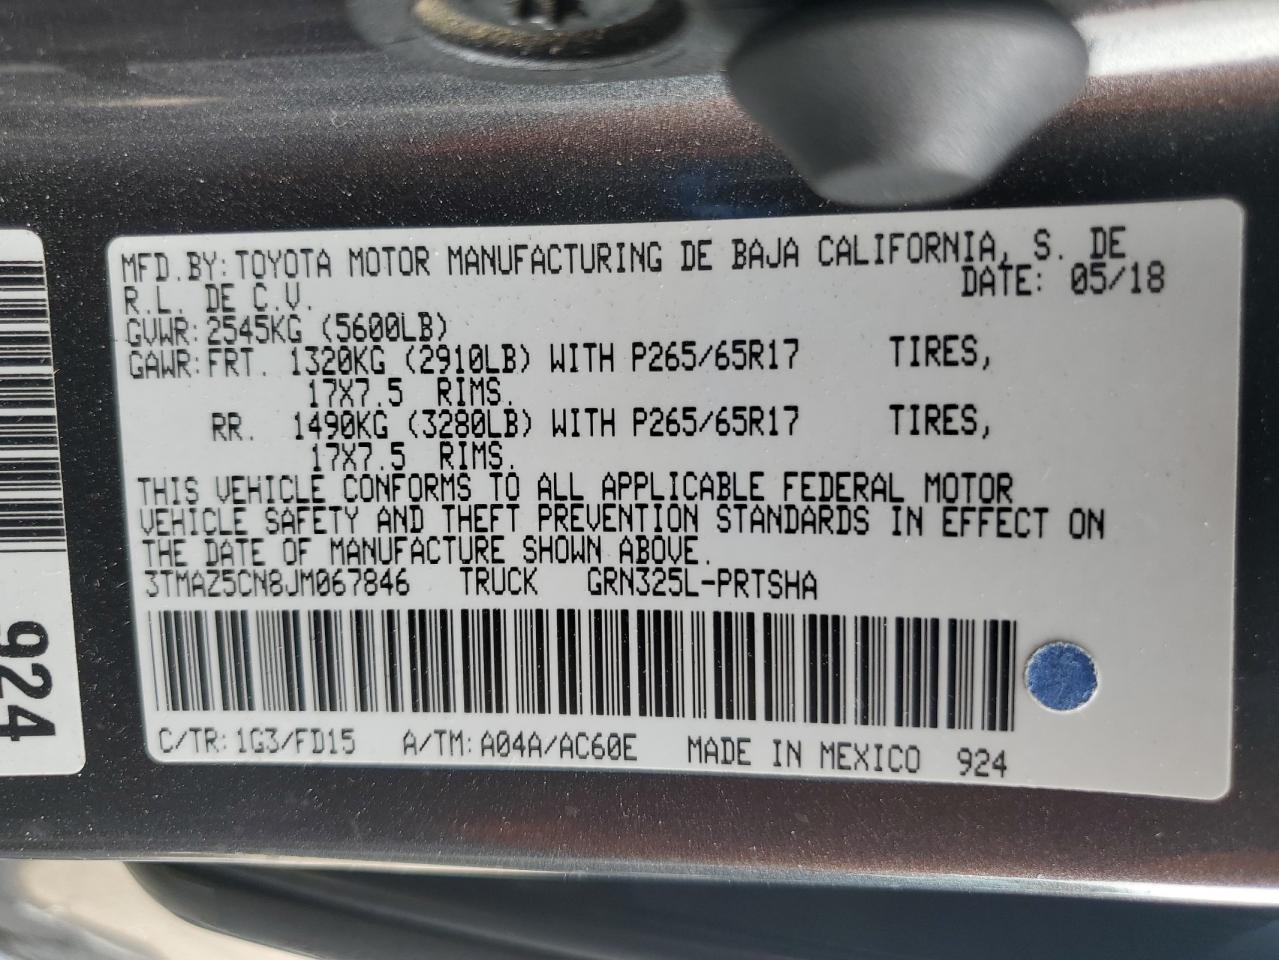 MFD.BY:TOYOTA MOTOR MANUFACTURING DE BAJA CALIFORNIA, S. DE
R.L. DE C.V. DATE: 05/18
GVWR:2545KG (5600LB)
GAWR:FRT. 1320KG (2910LB) WITH P265/65R17 TIRES,
17X7.5 RIMS.
RR. 1490KG (3280LB) WITH P265/65R17 TIRES,
17X7.5 RIMS.
THIS VEHICLE CONFORMS TO ALL APPLICABLE FEDERAL MOTOR
VEHICLE SAFETY AND THEFT PREVENTION STANDARDS IN EFFECT ON
THE DATE OF MANUFACTURE SHOWN ABOVE.
3TMAZ5CN8JM067846 TRUCK GRN325L-PRTSHA
C/TR:1G3/FD15 A/TM:A04A/AC60E MADE IN MEXICO 924
924